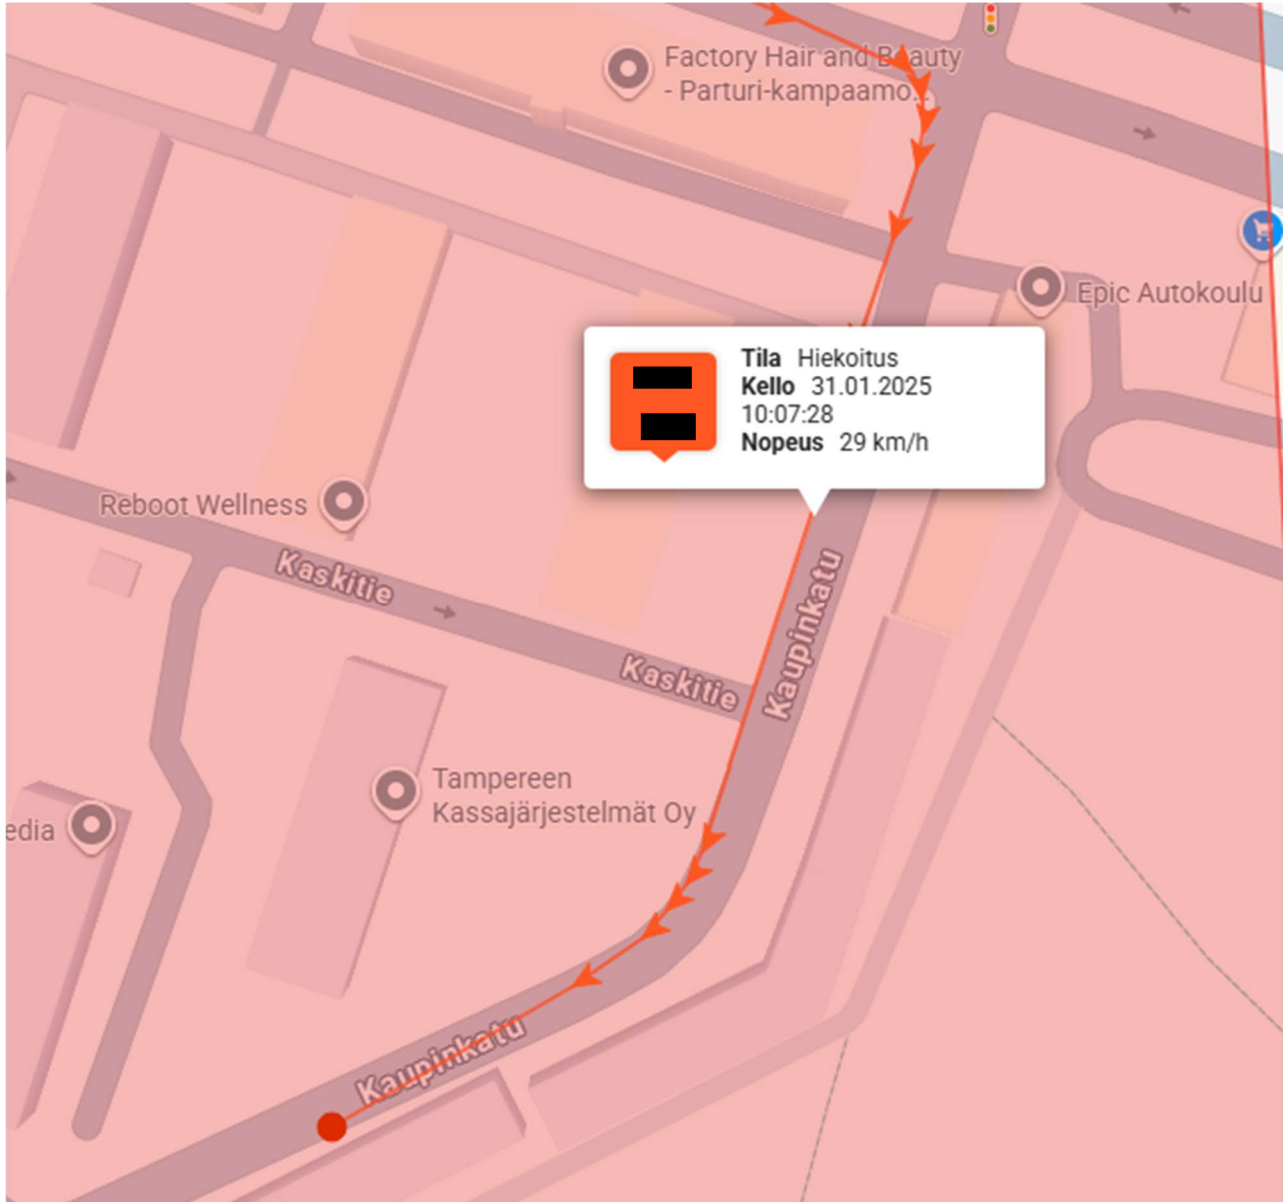 Factory Hair and Beauty
- Parturi-kampaamo...
Epic Autokoulu
Tila Hiekoitus
Kello 31.01.2025
10:07:28
Nopeus 29 km/h
Reboot Wellness
Kaskitie
Kaskitie
Kaupinkatu
Tampereen
Kassajärjestelmät Oy
edia
Kaupinkatu